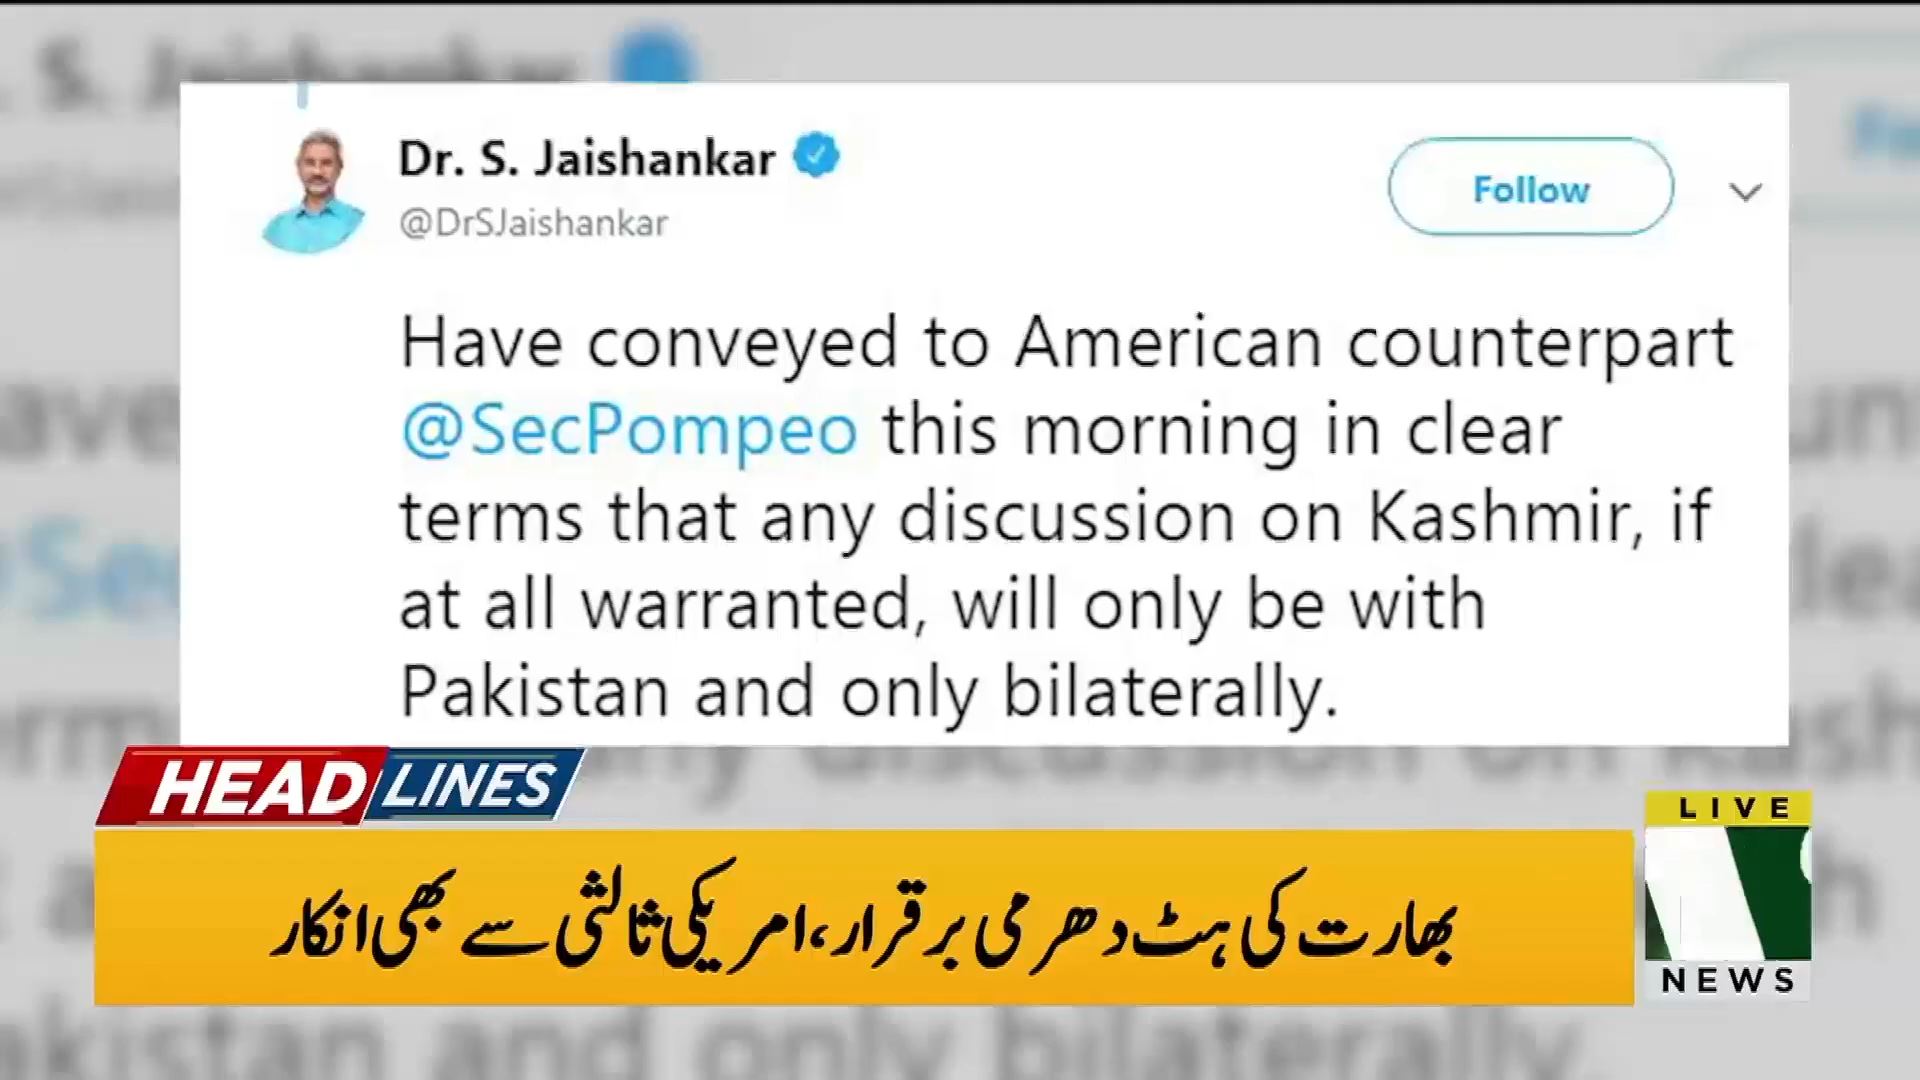 Dr. S. Jaishankar
@DrSJaishankar
Follow
Have conveyed to American counterpart
@SecPompeo this morning in clear
terms that any discussion on Kashmir, if
at all warranted, will only be with
Pakistan and only bilaterally.
HEADLINES
LIVE
بھارت کی ہٹ دھرمی برقرار، امریکی ثالثی سے بھی انکار
NEWS